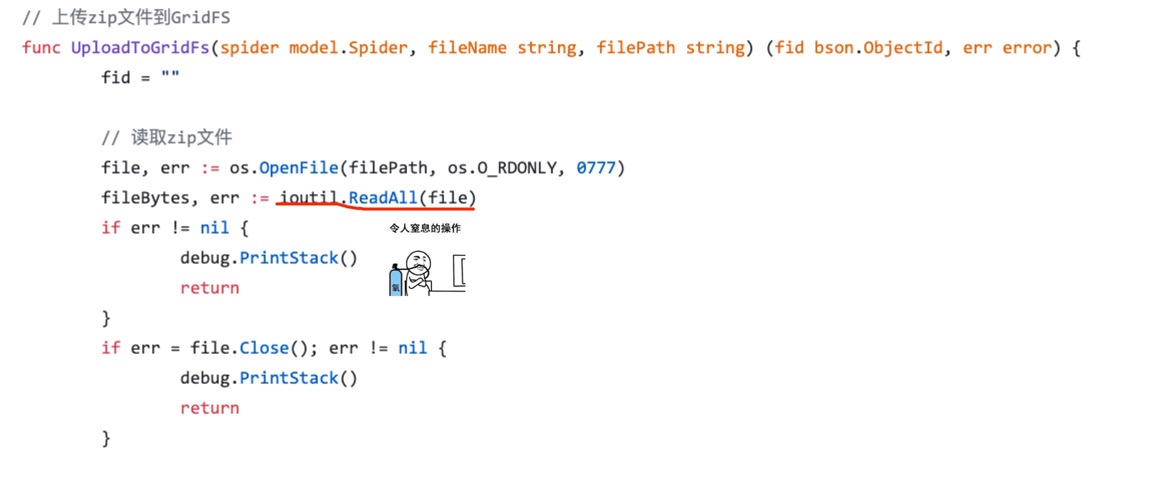 // 上传zip文件到GridFS
func UploadToGridFs(spider model.Spider, fileName string, filePath string) (fid bson.ObjectId, err error) {
fid = ""
// 读取zip文件
file, err := os.OpenFile(filePath, os.O_RDONLY, 0777)
fileBytes, err := ioutil.ReadAll(file)
if err != nil {
令人窒息的操作
debug.PrintStack()
氧
return
}
if err = file.Close(); err != nil {
debug.PrintStack()
return
}